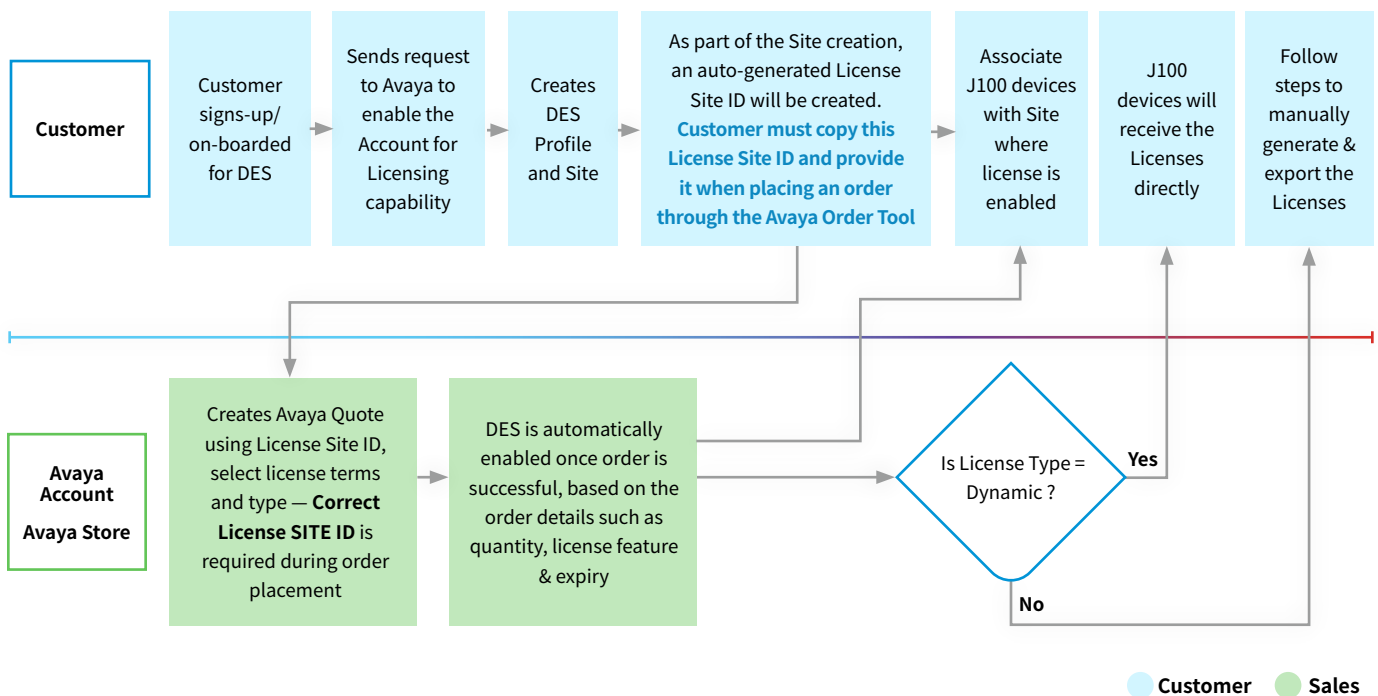 Customer
Customer
signs-up/
on-boarded
for DES
Sends request
to Avaya to
enable the
Account for
Licensing
capability
Creates
DES
Profile
and Site
As part of the Site creation,
an auto-generated License
Site ID will be created.
Customer must copy this
License Site ID and provide
it when placing an order
through the Avaya Order Tool
Associate
J100 devices
with Site
where
license is
enabled
J100
devices will
receive the
Licenses
directly
Follow
steps to
manually
generate &
export the
Licenses
Avaya
Account
Avaya Store
Creates Avaya Quote
using License Site ID,
select license terms
and type — Correct
License SITE ID is
required during order
placement
DES is automatically
enabled once order is
successful, based on the
order details such as
quantity, license feature
& expiry
Is License Type =
Dynamic ?
Yes
No
Customer
Sales